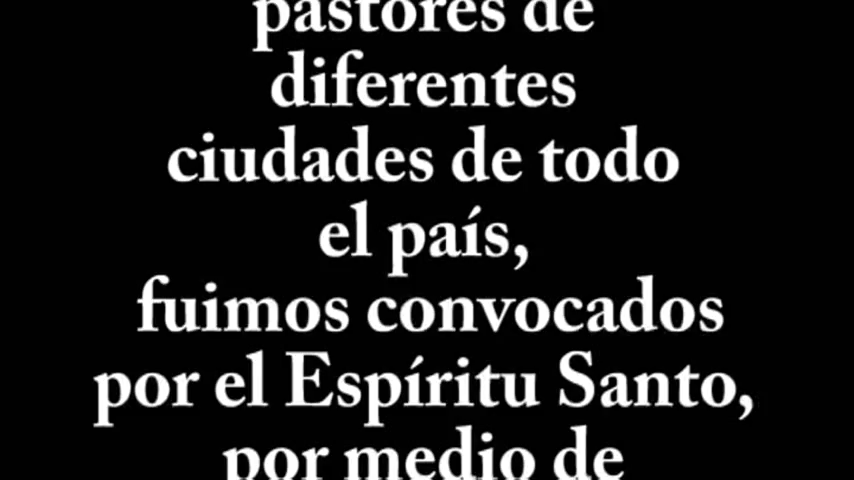 pastores de
diferentes
ciudades de todo
el país,
fuimos convocados
por el Espíritu Santo,
por medio de